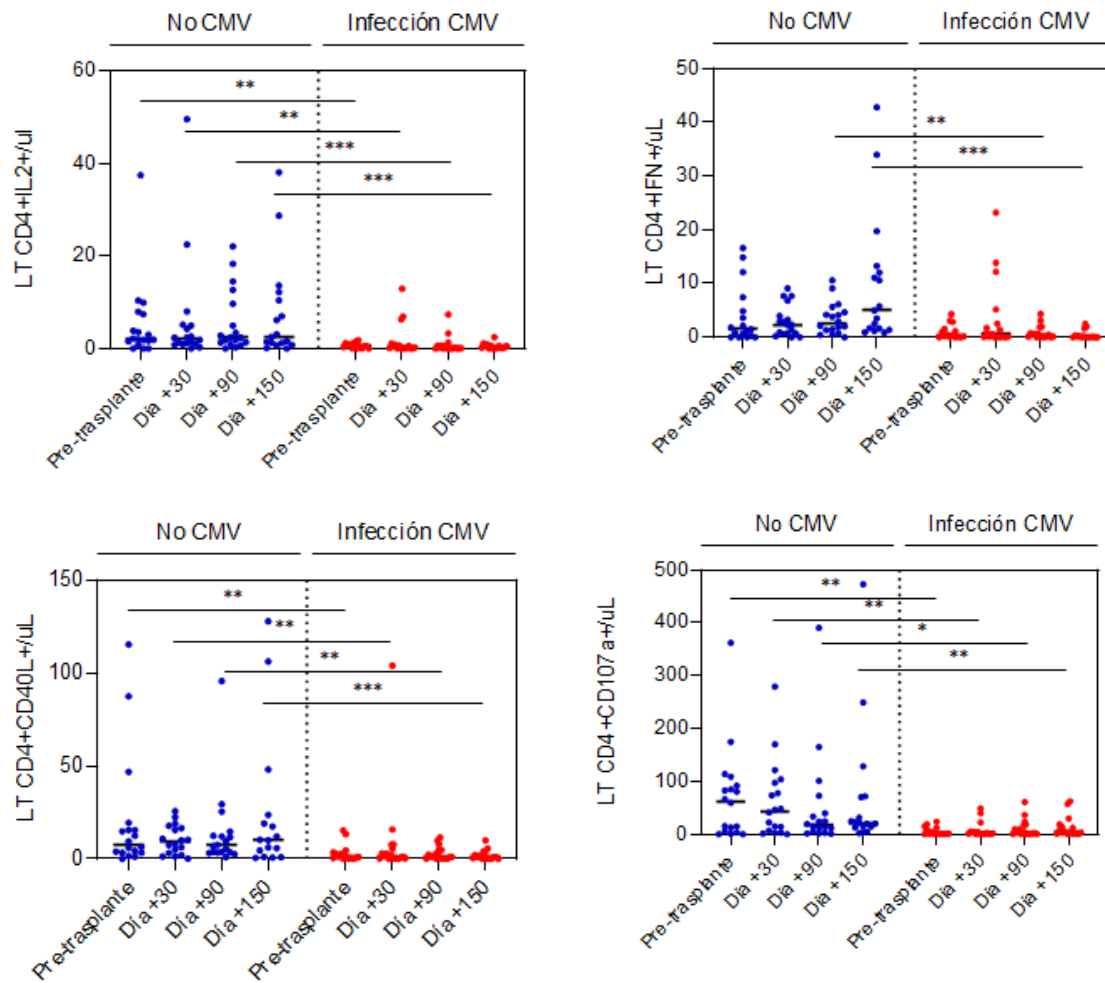 No CMV
Infección CMV
LT CD4+IL2+/ul
60
40
20
0
**
**
***
***
Pre-trasplante
Día +30
Día +90
Día +150
Pre-trasplante
Día +30
Día +90
Día +150
No CMV
Infección CMV
LT CD4+IFN+/uL
50
40
30
20
10
0
**
***
Pre-trasplante
Día +30
Día +90
Día +150
Pre-trasplante
Día +30
Día +90
Día +150
No CMV
Infección CMV
LT CD4+CD40L+/uL
150
100
50
0
**
**
**
***
Pre-trasplante
Día +30
Día +90
Día +150
Pre-trasplante
Día +30
Día +90
Día +150
No CMV
Infección CMV
LT CD4+CD107a+/uL
500
400
300
200
100
0
**
**
*
**
Pre-trasplante
Día +30
Día +90
Día +150
Pre-trasplante
Día +30
Día +90
Día +150